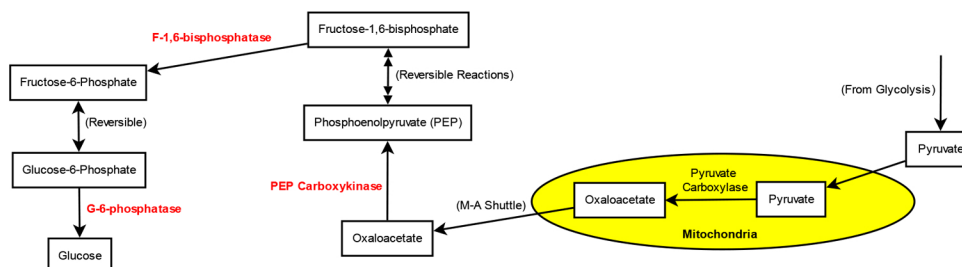 Fructose-1,6-bisphosphate
F-1,6-bisphosphatase
Fructose-6-Phosphate
(Reversible Reactions)
(From Glycolysis)
(Reversible)
Phosphoenolpyruvate (PEP)
Pyruvate
Glucose-6-Phosphate
PEP Carboxykinase
Pyruvate
Carboxylase
G-6-phosphatase
(M-A Shuttle)
Oxaloacetate
Pyruvate
Oxaloacetate
Mitochondria
Glucose